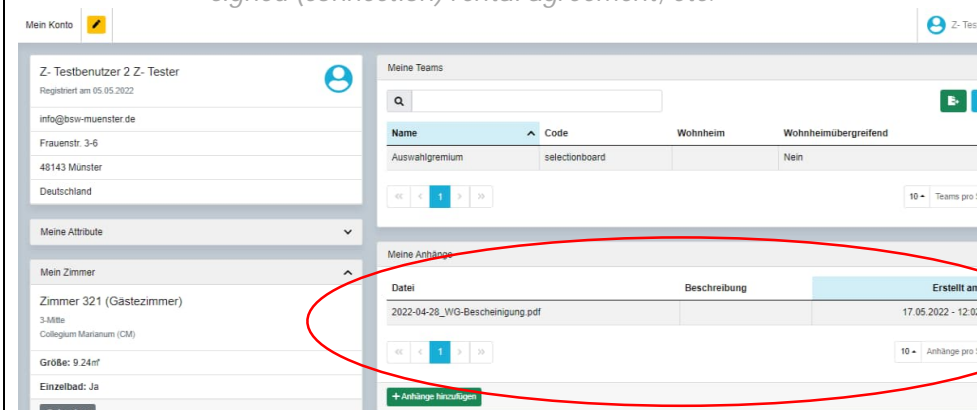 signed (connection) rental agreement, etc.
Mein Konto
Z- Tes
Z- Testbenutzer 2 Z- Tester
Registriert am 05.05.2022
info@bsw-muenster.de
Frauenstr. 3-6
48143 Münster
Deutschland
Meine Attribute
Mein Zimmer
Zimmer 321 (Gästezimmer)
3-Mitte
Collegium Marianum (CM)
Größe: 9.24㎡
Einzelbad: Ja
Meine Teams
Name Code Wohnheim Wohnheimübergreifend
Auswahlgremium selectionboard Nein
« < 1 > »
10 Teams pro S
Meine Anhänge
Datei Beschreibung Erstellt an
2022-04-28_WG-Bescheinigung.pdf 17.05.2022 - 12:02
« < 1 > »
10 Anhänge pro S
+ Anhänge hinzufügen